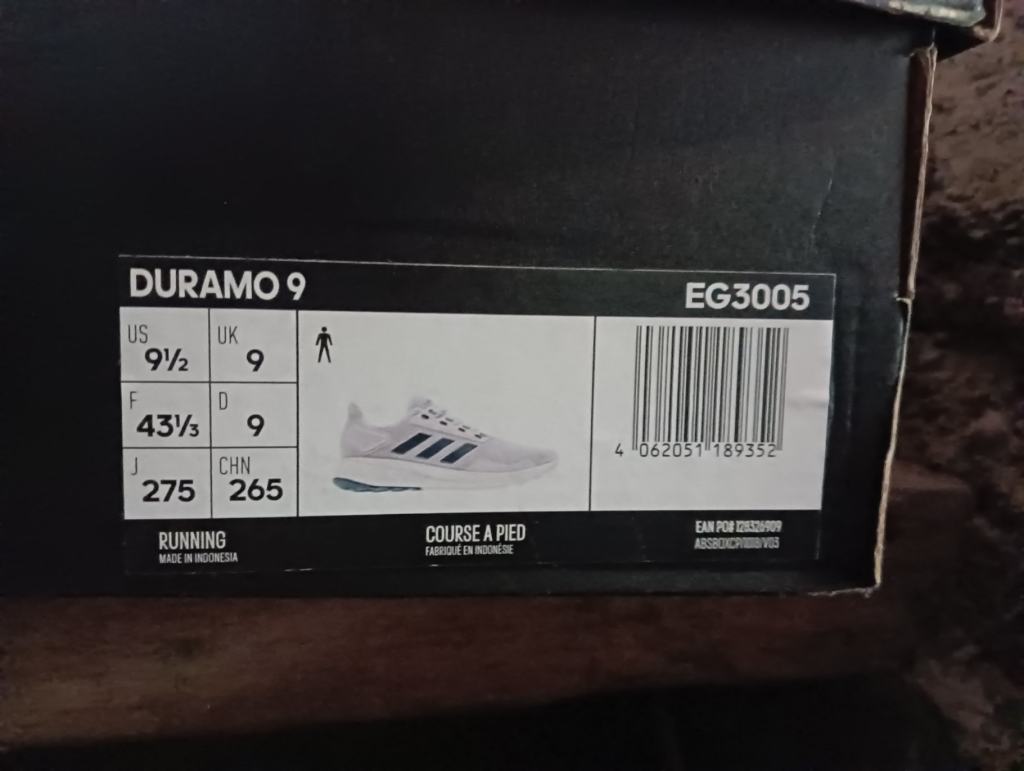 DURAMO 9
EG3005
US
9½
UK
9
F
43⅓
D
9
J
275
CHN
265
4 062051 189352
RUNNING
MADE IN INDONESIA
COURSE A PIED
FABRIQUÉ EN INDONÉSIE
EAN PO# 128326909